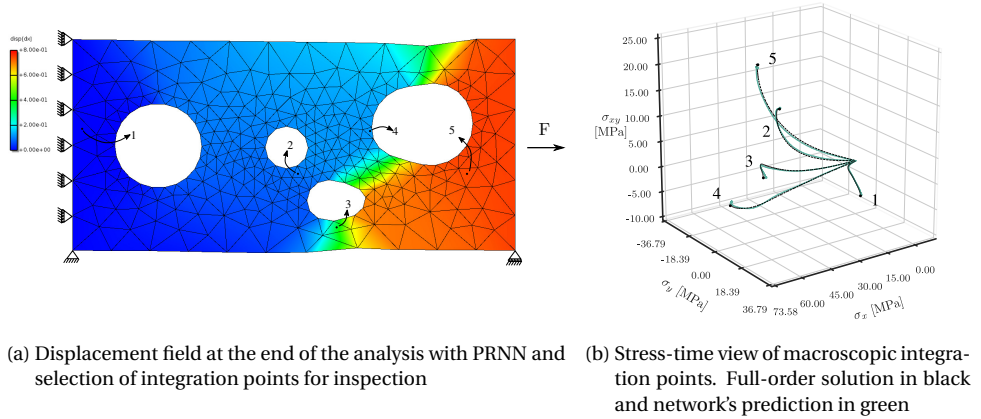 disp[dx]
+8.00e-01
6.00e-01
4.00e-01
2.00e-01
+0.00e+00
1
2
3
4
5
F
25.00
20.00
15.00
10.00
5.00
0.00
-5.00
-10.00
σxy
[MPa]
5
2
3
4
1
-36.79
-18.39
0.00
18.39
36.79
σy [MPa]
73.58
60.00
45.00
30.00
15.00
0.00
σx [MPa]
(a) Displacement field at the end of the analysis with PRNN and
selection of integration points for inspection
(b) Stress-time view of macroscopic integra-
tion points. Full-order solution in black
and network's prediction in green